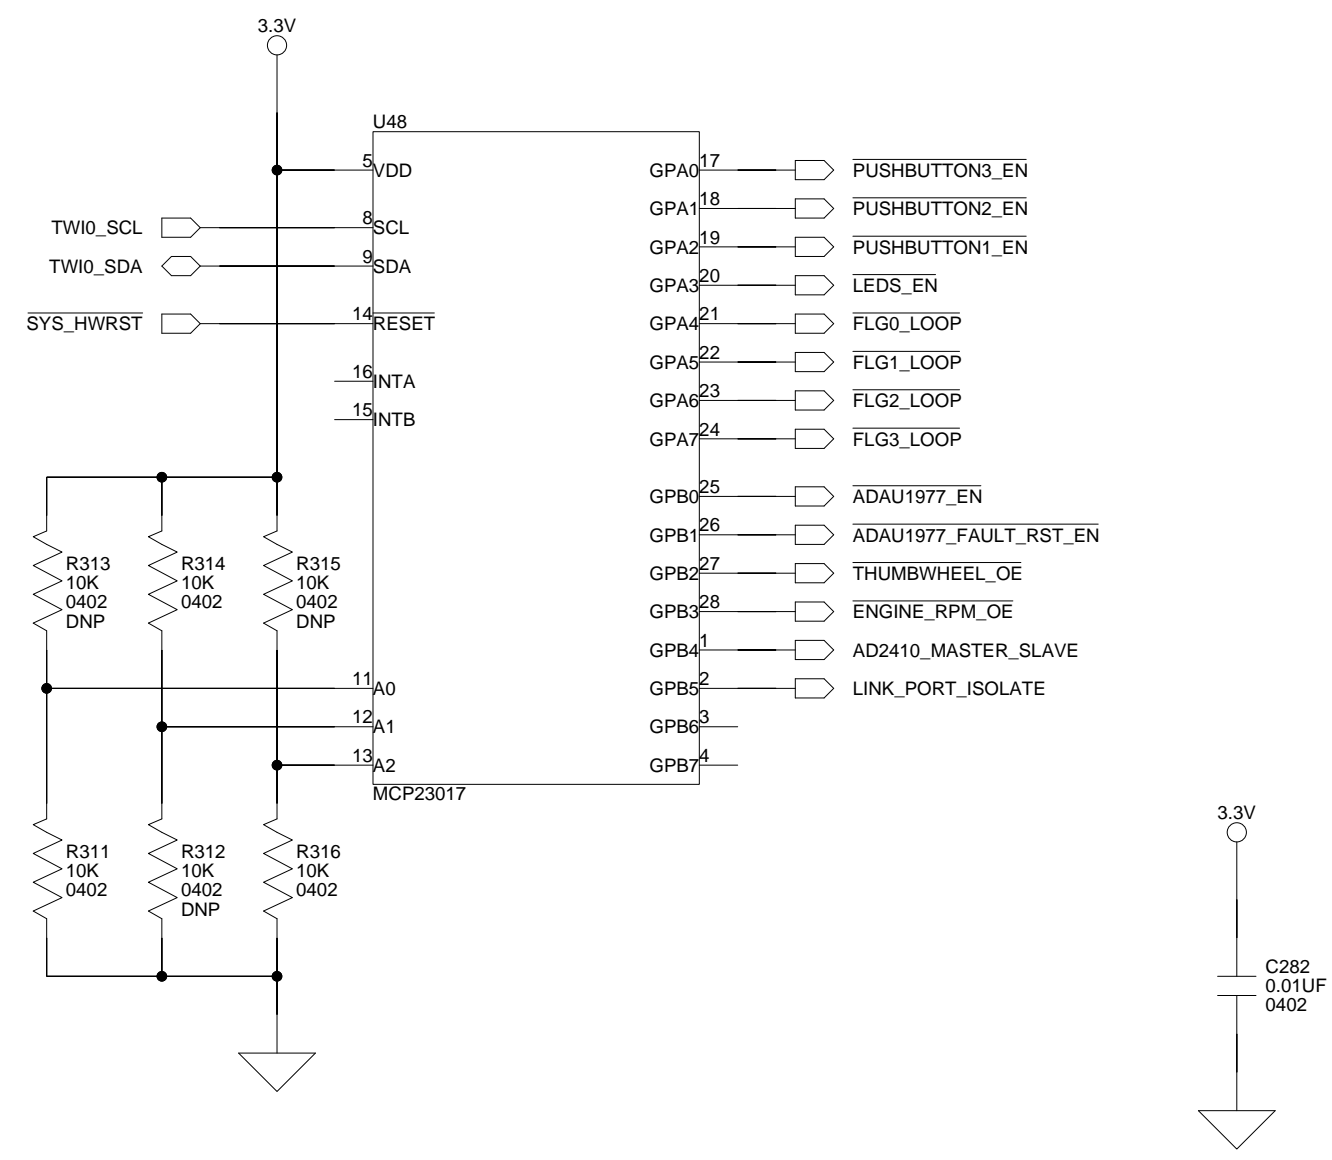 3.3V
U48
5 VDD
TWI0_SCL 8 SCL
TWI0_SDA 9 SDA
SYS_HWRST 14 RESET
16 INTA
15 INTB
GPA0 17 PUSHBUTTON3_EN
GPA1 18 PUSHBUTTON2_EN
GPA2 19 PUSHBUTTON1_EN
GPA3 20 LEDS_EN
GPA4 21 FLG0_LOOP
GPA5 22 FLG1_LOOP
GPA6 23 FLG2_LOOP
GPA7 24 FLG3_LOOP
GPB0 25 ADAU1977_EN
GPB1 26 ADAU1977_FAULT_RST_EN
GPB2 27 THUMBWHEEL_OE
GPB3 28 ENGINE_RPM_OE
GPB4 1 AD2410_MASTER_SLAVE
GPB5 2 LINK_PORT_ISOLATE
GPB6 3
GPB7 4
R313
10K
0402
DNP
R314
10K
0402
R315
10K
0402
DNP
11 A0
12 A1
13 A2
MCP23017
R311
10K
0402
R312
10K
0402
DNP
R316
10K
0402
3.3V
C282
0.01UF
0402